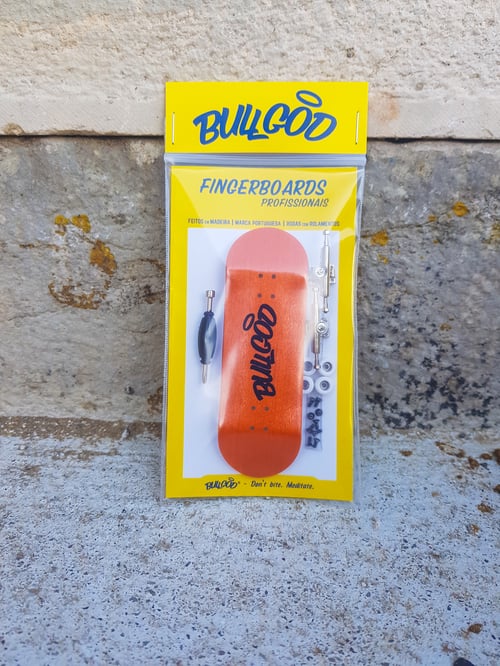 BULLGOD
FINGERBOARDS
PROFISSIONAIS
FEITOS EM MADEIRA | MARCA PORTUGUESA | RODAS COM ROLAMENTOS
BULLGOD
BULLGOD® - Don't bite. Meditate.